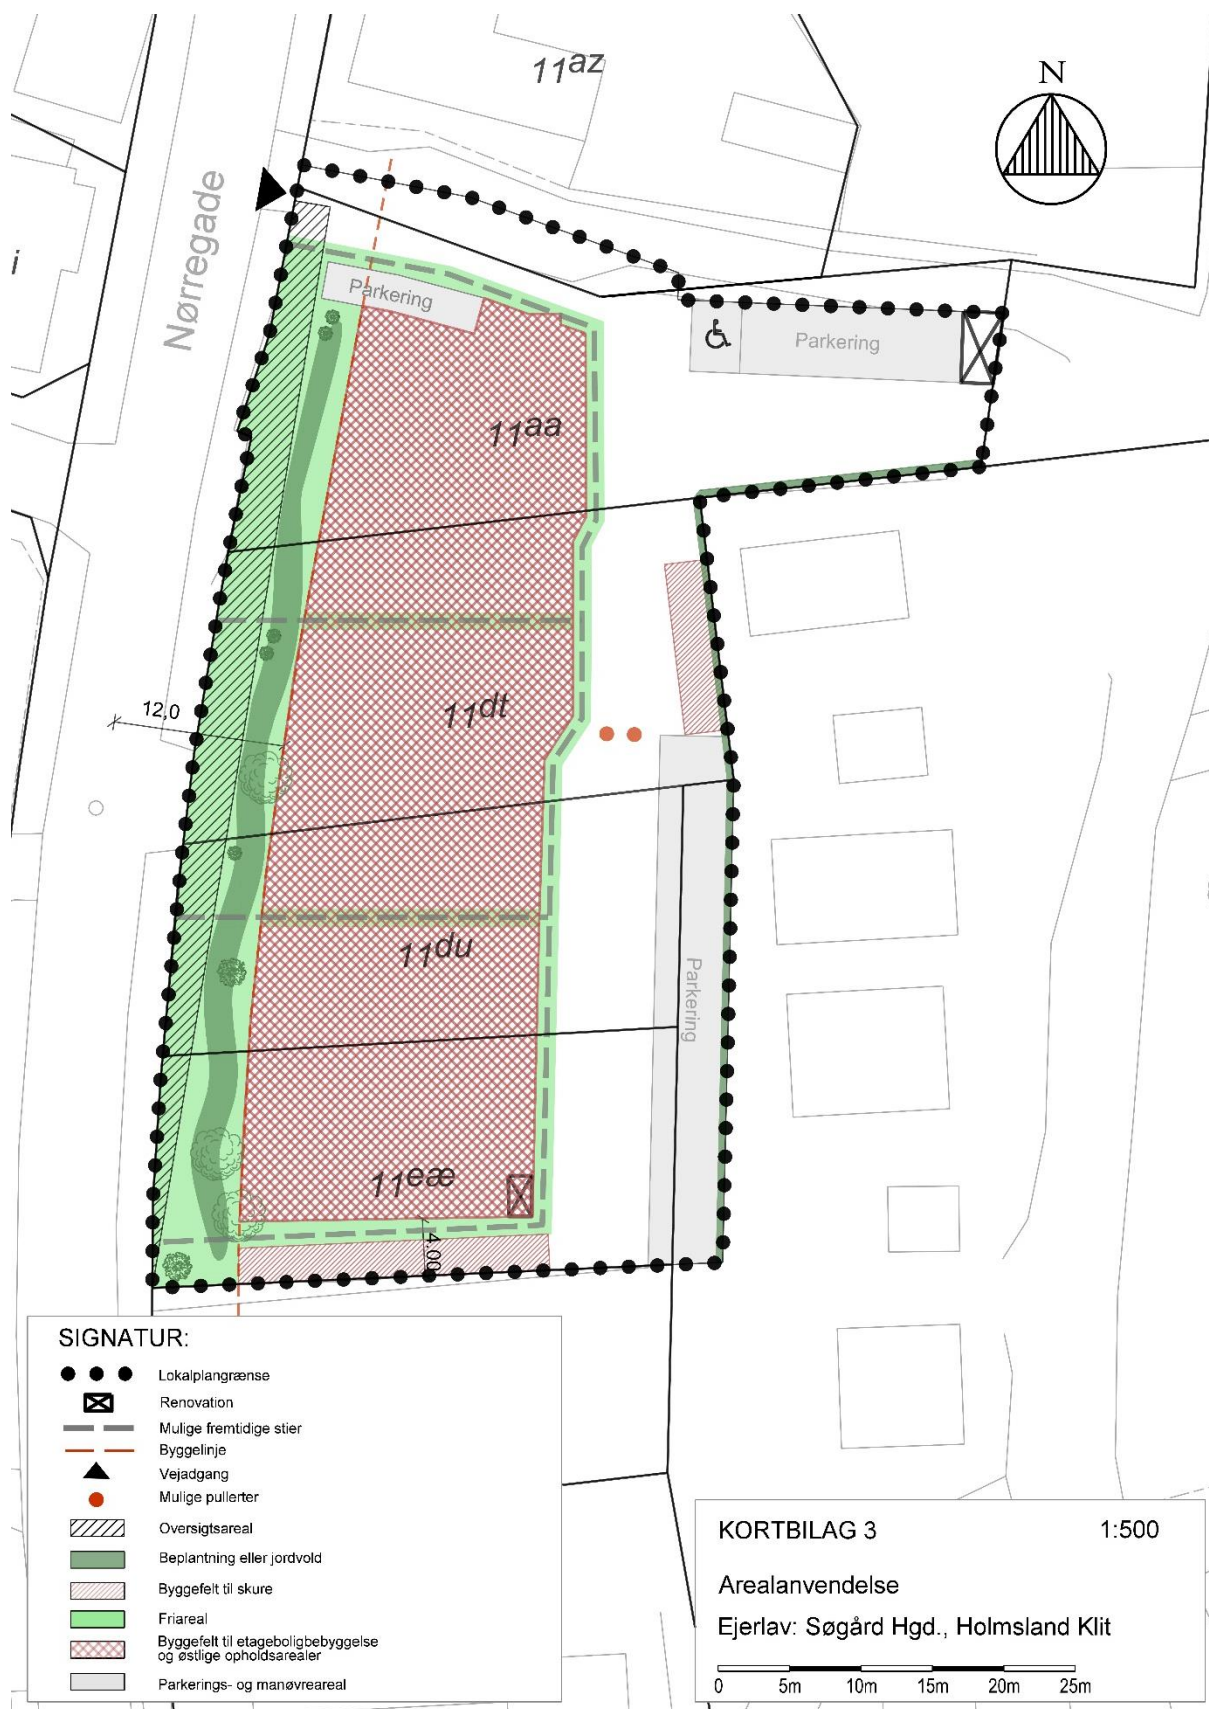 11az
N
i
Nørregade
Parkering
Parkering
11aa
12,0
11dt
11du
Parkering
11eæ
4.00
SIGNATUR:
Lokalplangrænse
Renovation
Mulige fremtidige stier
Byggelinje
Vejadgang
Mulige pullerter
Oversigtsareal
Beplantning eller jordvold
Byggefelt til skure
Friareal
Byggefelt til etageboligbebyggelse
og østlige opholdsarealer
Parkerings- og manøvreareal
KORTBILAG 3 1:500
Arealanvendelse
Ejerlav: Søgård Hgd., Holmsland Klit
0 5m 10m 15m 20m 25m